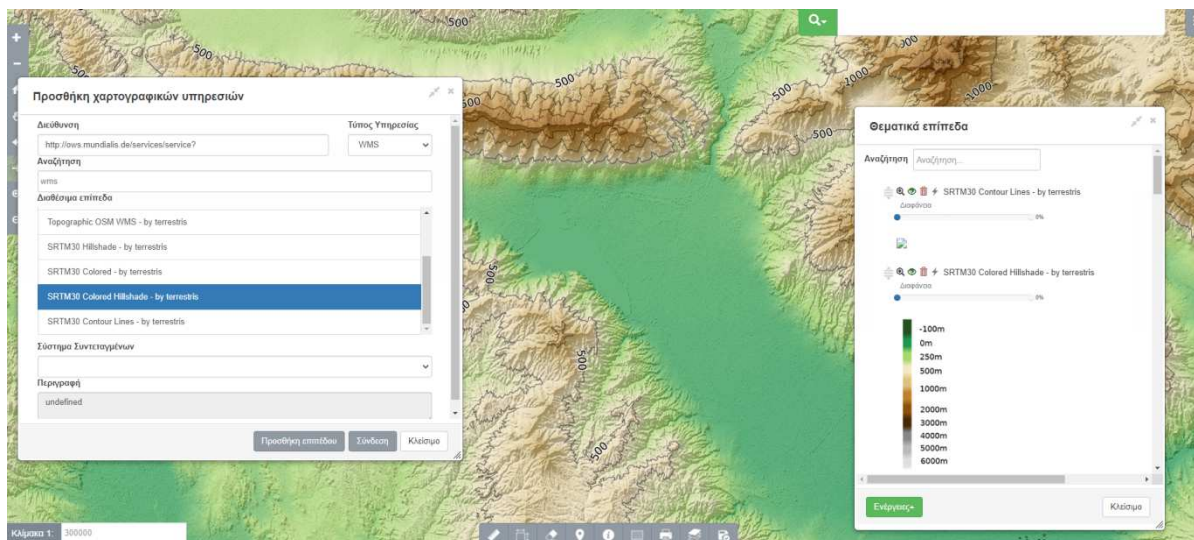 Προσθήκη χαρτογραφικών υπηρεσιών
Διεύθυνση
Τύπος Υπηρεσίας
http://ows.mundialis.de/services/service?
WMS
Αναζήτηση
wms
Διαθέσιμα επίπεδα
Topographic OSM WMS - by terrestris
SRTM30 Hillshade - by terrestris
SRTM30 Colored - by terrestris
SRTM30 Colored Hillshade - by terrestris
SRTM30 Contour Lines - by terrestris
Σύστημα Συντεταγμένων
Περιγραφή
undefined
Προσθήκη επιπέδου
Σύνδεση
Κλείσιμο
Κλίμακα 1:
300000
500
500
500
500
500
500
500
500
500
500
1000
1000
Θεματικά επίπεδα
Αναζήτηση
Αναζήτηση...
SRTM30 Contour Lines - by terrestris
Διαφάνεια
0%
SRTM30 Colored Hillshade - by terrestris
Διαφάνεια
0%
-100m
0m
250m
500m
1000m
2000m
3000m
4000m
5000m
6000m
Ενέργειες
Κλείσιμο